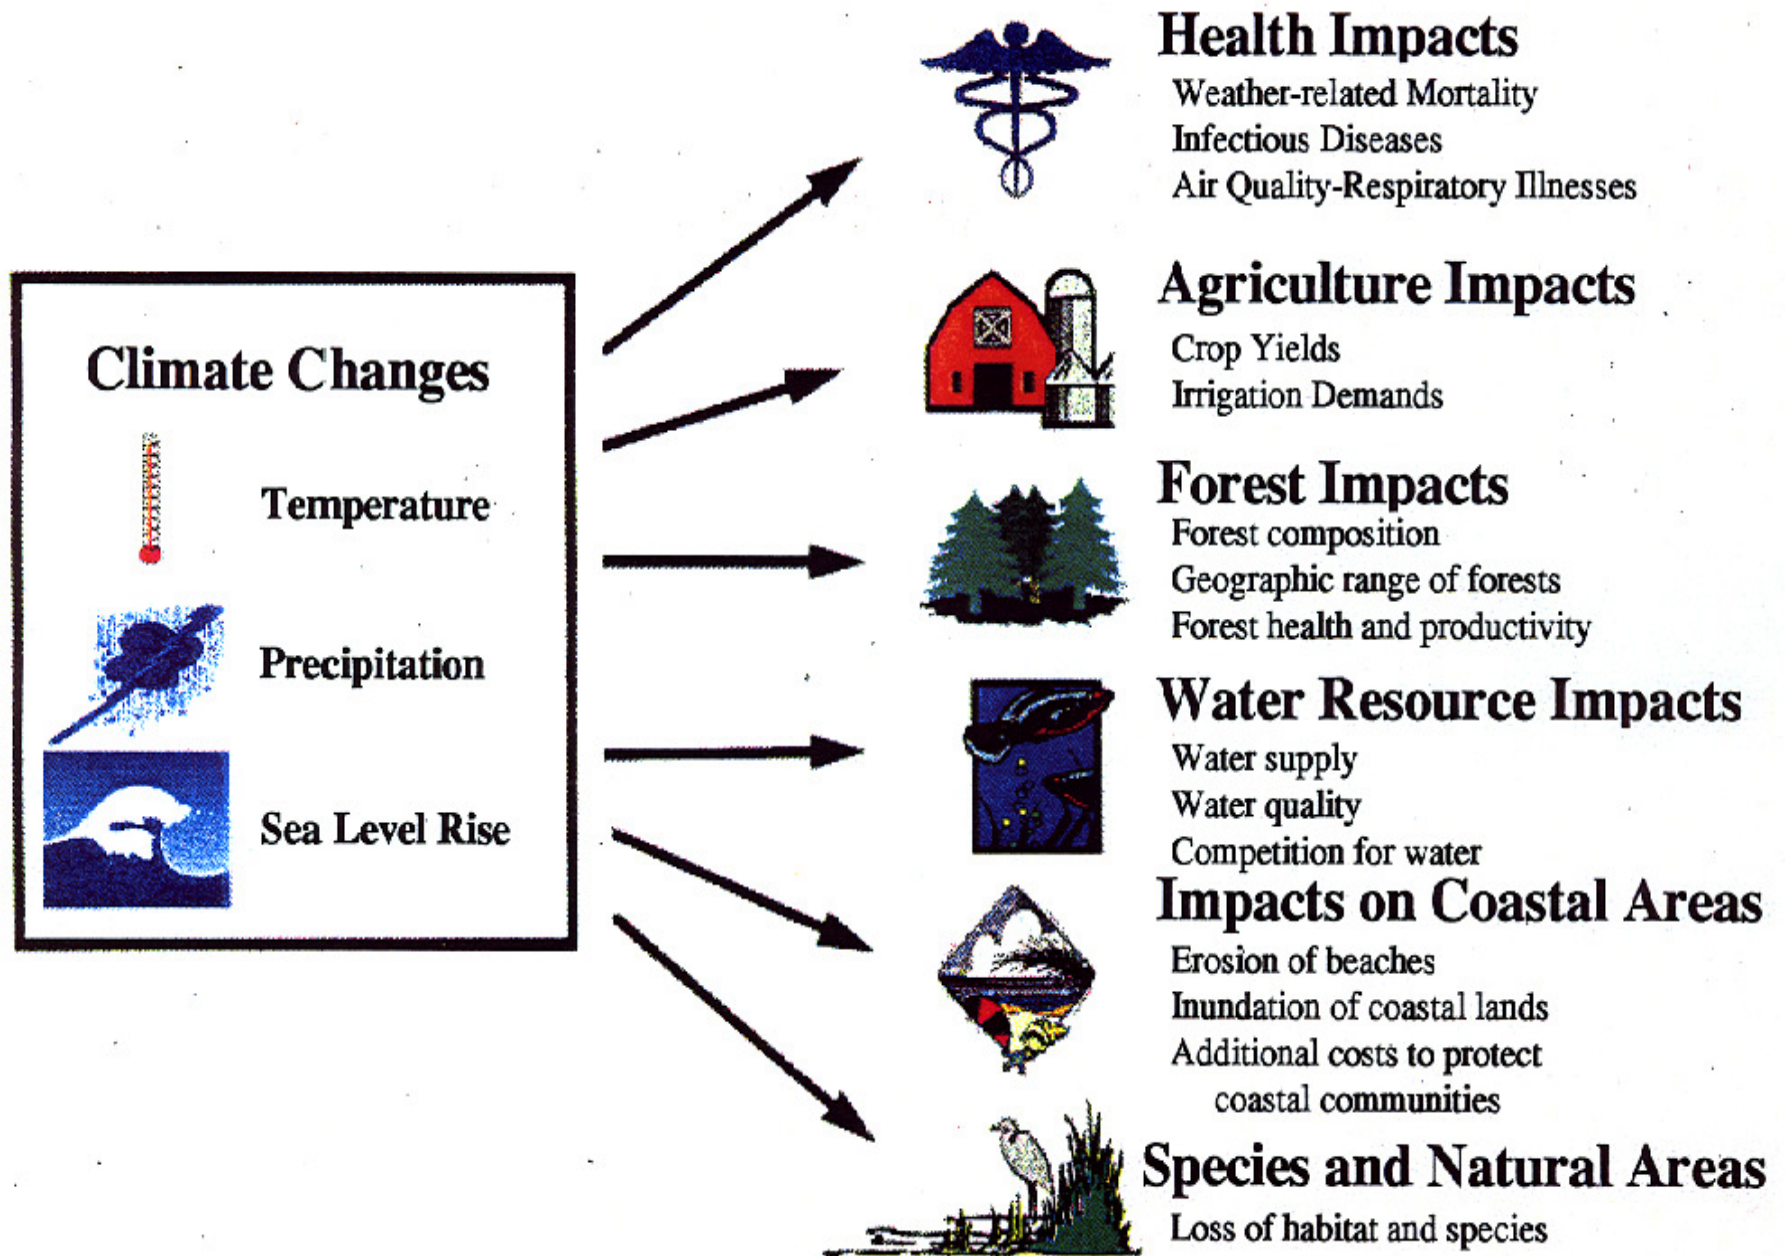 Climate Changes
Temperature
Precipitation
Sea Level Rise
Health Impacts
Weather-related Mortality
Infectious Diseases
Air Quality-Respiratory Illnesses
Agriculture Impacts
Crop Yields
Irrigation Demands
Forest Impacts
Forest composition
Geographic range of forests
Forest health and productivity
Water Resource Impacts
Water supply
Water quality
Competition for water
Impacts on Coastal Areas
Erosion of beaches
Inundation of coastal lands
Additional costs to protect
coastal communities
Species and Natural Areas
Loss of habitat and species